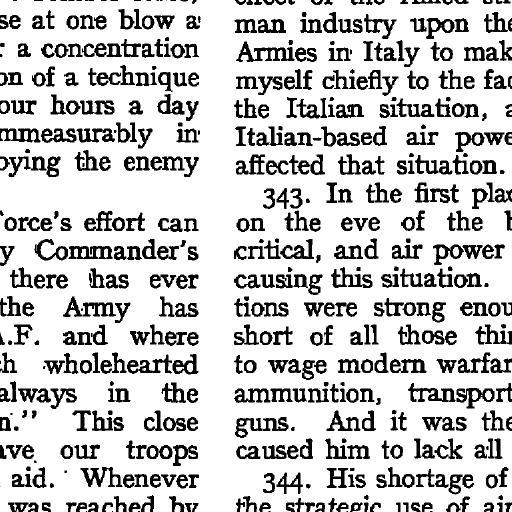 se at one blow as
a concentration
on of a technique
our hours a day
mmeasurably in
oying the enemy
orce's effort can
y Commander's
there has ever
the Army has
A.F. and where
wholehearted
always in the
n." This close
ave our troops
aid. Whenever
was reached by
man industry upon the
Armies in Italy to mak
myself chiefly to the fac
the Italian situation, a
Italian-based air powe
affected that situation.
343. In the first plac
on the eve of the b
critical, and air power
causing this situation.
tions were strong enou
short of all those thin
to wage modern warfar
ammunition, transport
guns. And it was the
caused him to lack all
344. His shortage of
the strategic use of air